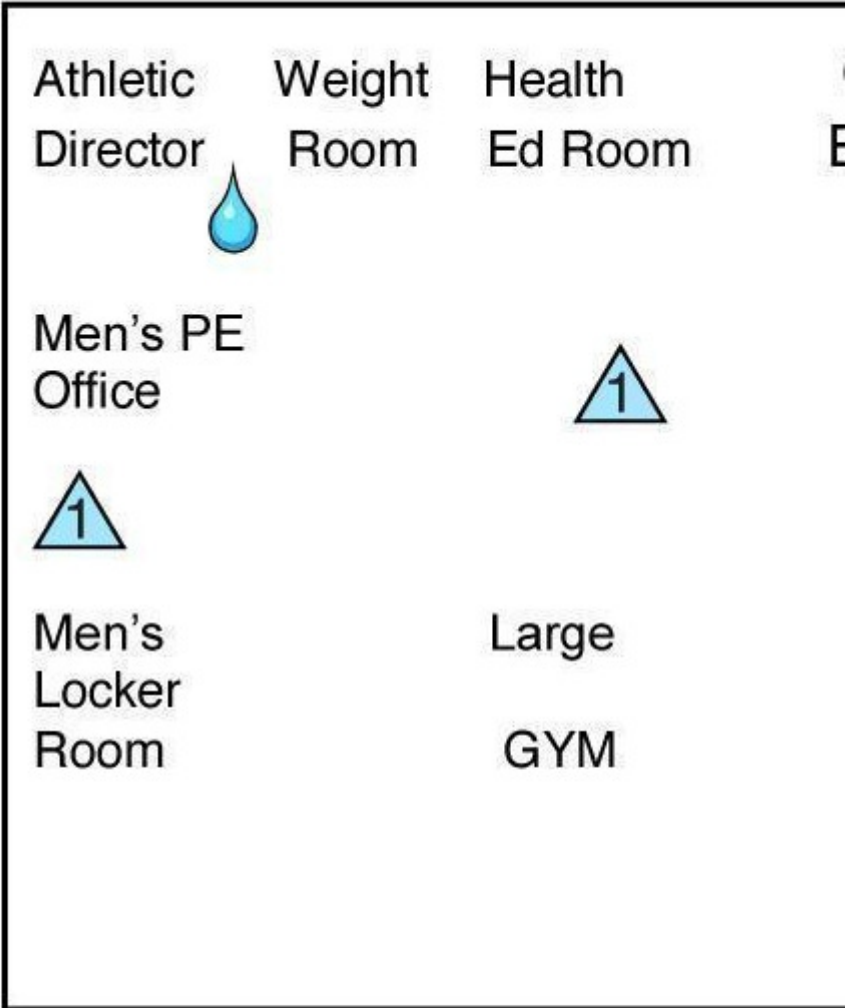 Athletic
Director
Weight
Room
Health
Ed Room
Men's PE
Office
1
1
Men's
Locker
Room
Large
GYM